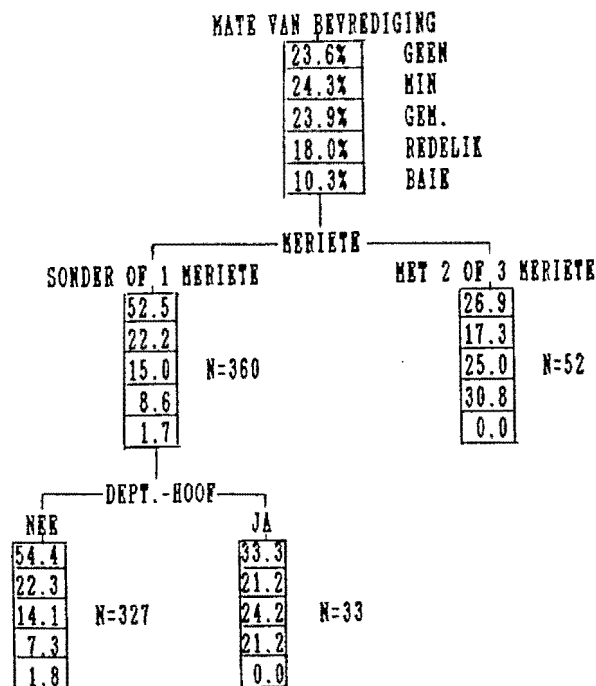 MATE VAN BEVREDIGING
23.6% GEEN
24.3% MIN
23.9% GEM.
18.0% REDELIK
10.3% BAIE
MERIETE
SONDER OF 1 MERIETE MET 2 OF 3 MERIETE
52.5 26.9
22.2 17.3
15.0 N=360 25.0 N=52
8.6 30.8
1.7 0.0
DEPT.-HOOF
NEE JA
54.4 33.3
22.3 21.2
14.1 N=327 24.2 N=33
7.3 21.2
1.8 0.0